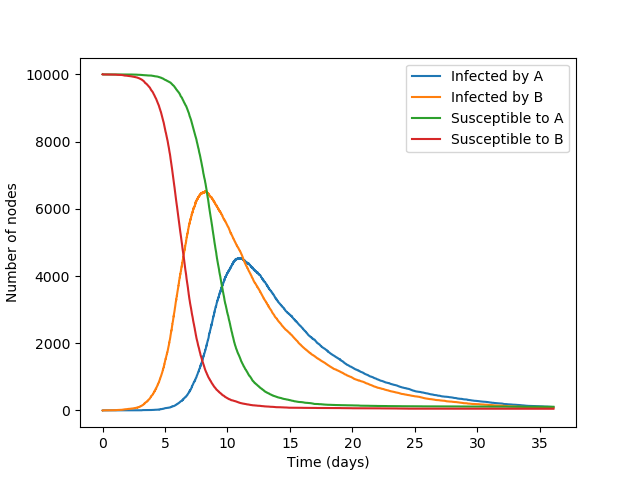 10000
8000
6000
4000
2000
0
Number of nodes
0 5 10 15 20 25 30 35
Time (days)
Infected by A
Infected by B
Susceptible to A
Susceptible to B